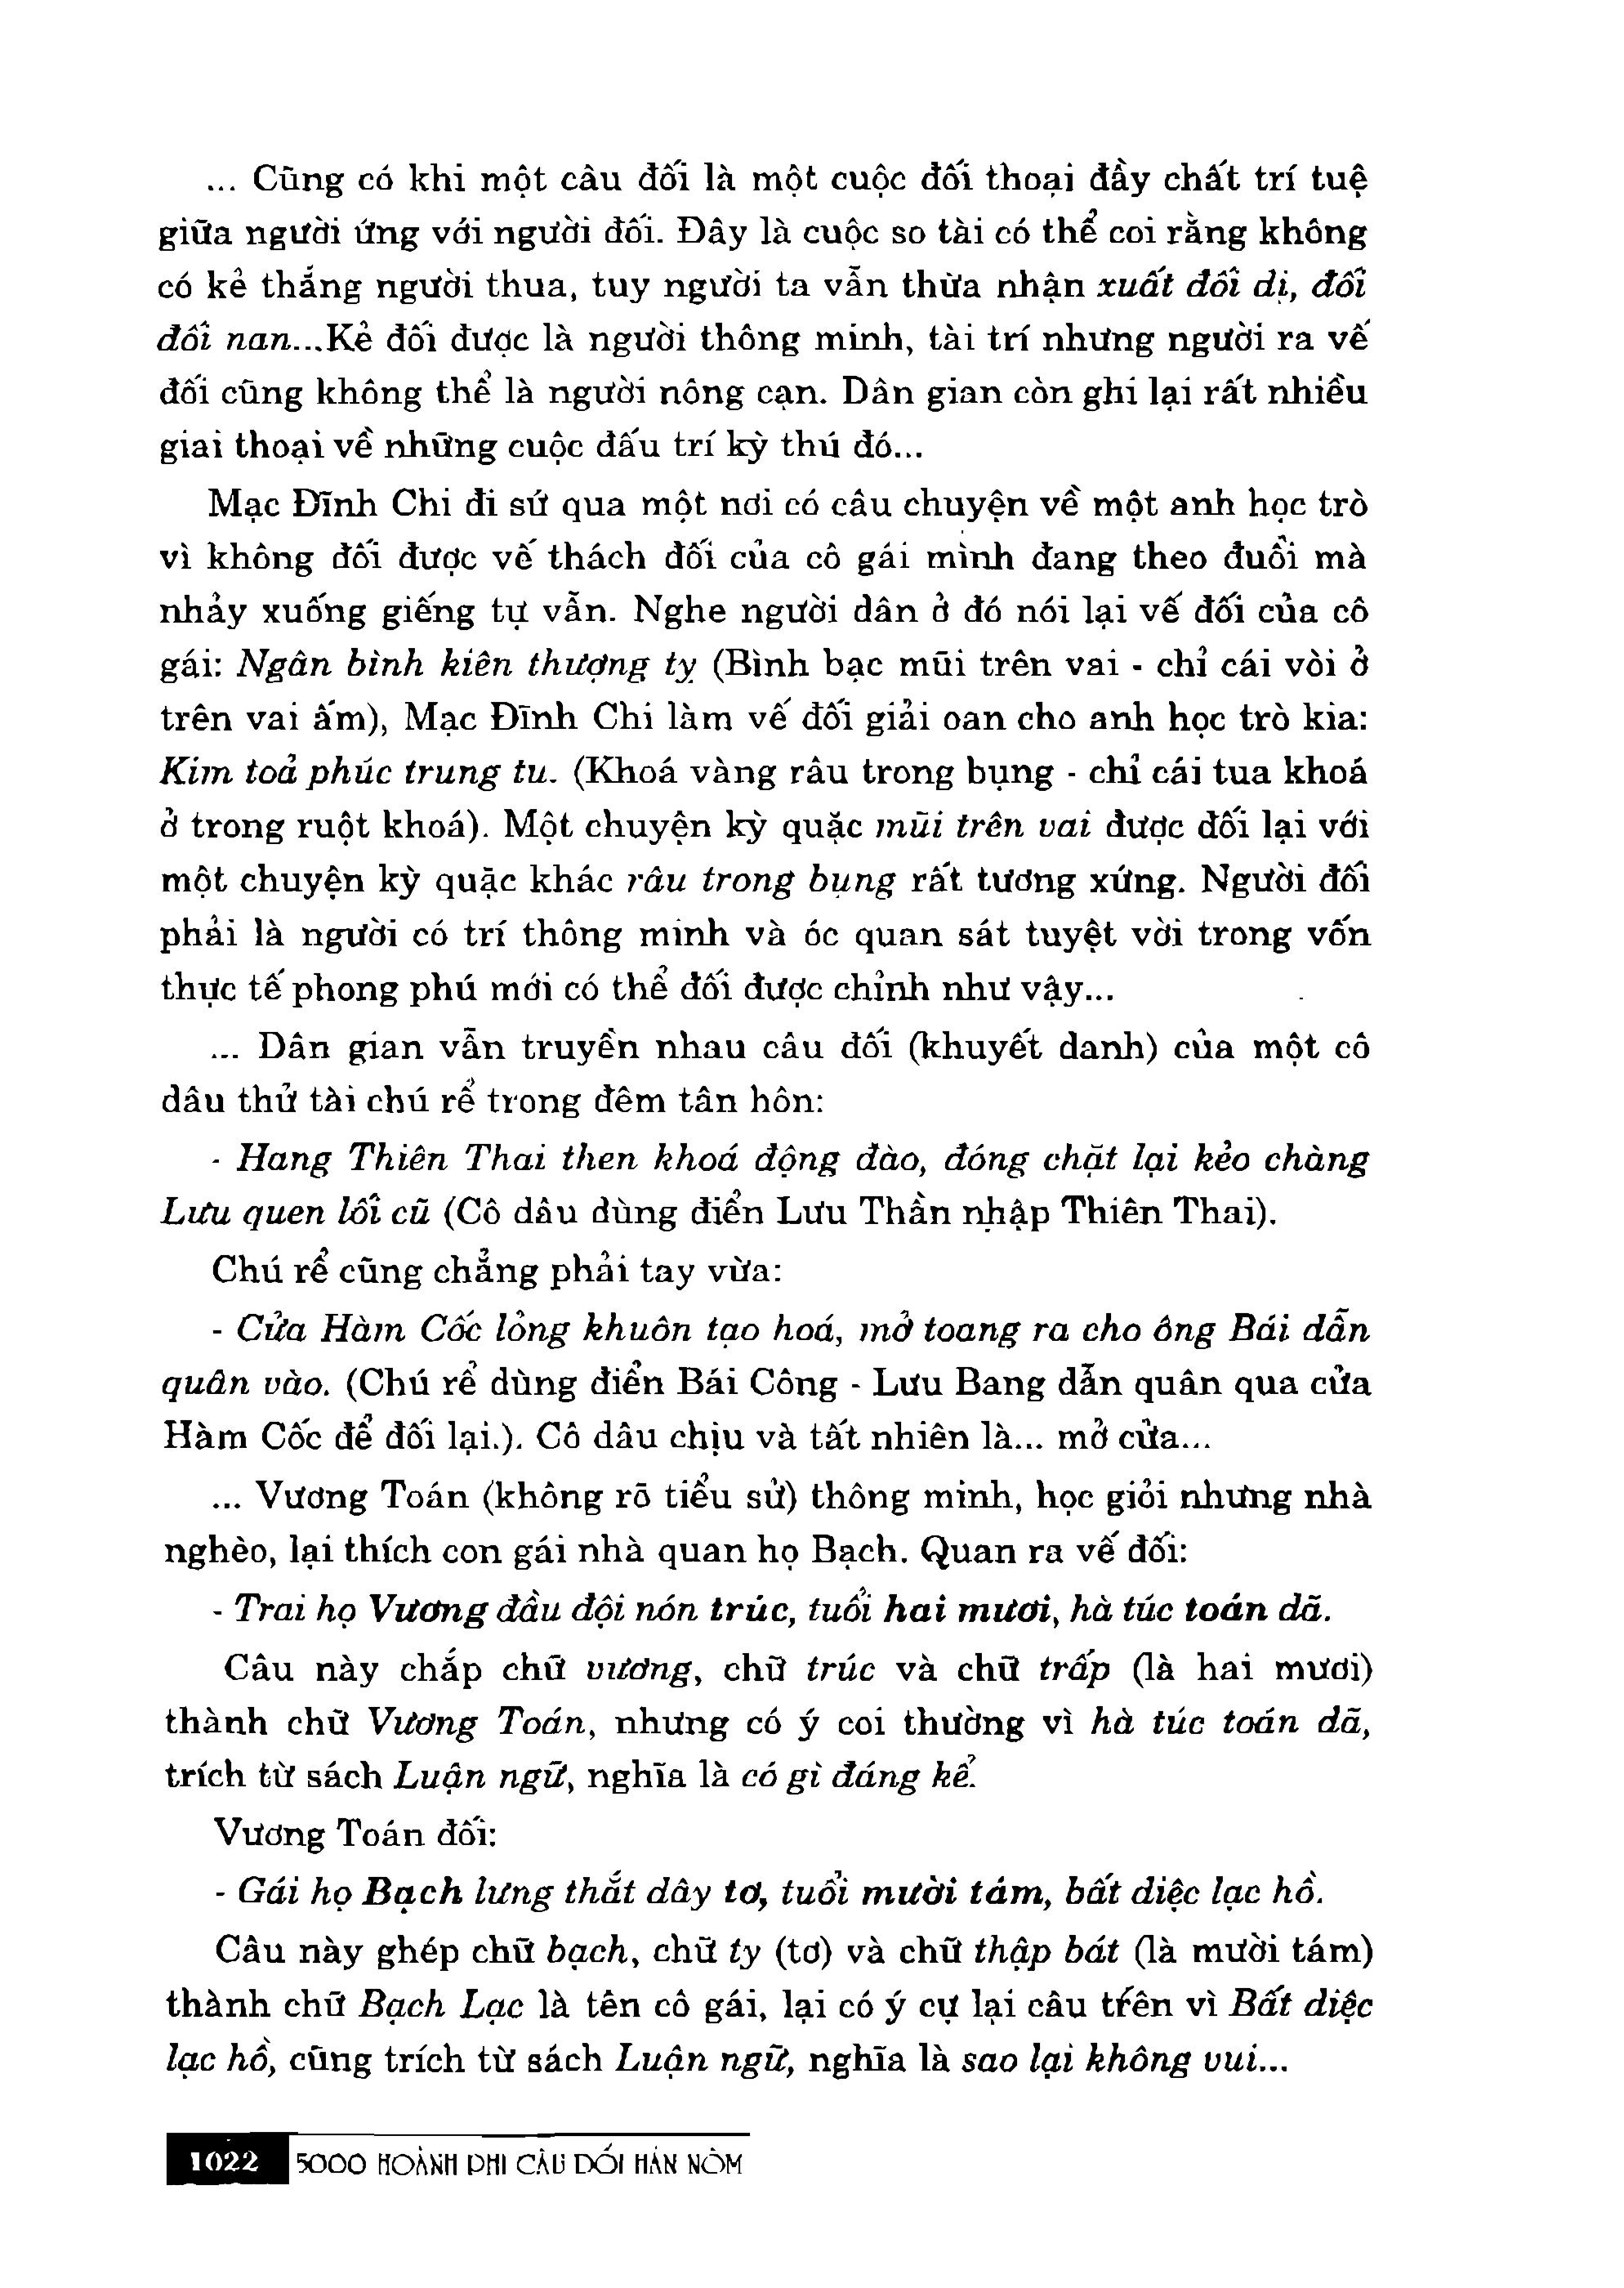 ... Cũng có khi một câu đối là một cuộc đối thoại đầy chất trí tuệ
giữa người ứng với người đối. Đây là cuộc so tài có thể coi rằng không
có kẻ thắng người thua, tuy người ta vẫn thừa nhận xuất đối dị, đối
đối nan...Kẻ đối được là người thông minh, tài trí nhưng người ra vế
đối cũng không thể là người nông cạn. Dân gian còn ghi lại rất nhiều
giai thoại về những cuộc đấu trí kỳ thú đó...
Mạc Đĩnh Chi đi sứ qua một nơi có câu chuyện về một anh học trò
vì không đối được vế thách đối của cô gái mình đang theo đuổi mà
nhảy xuống giếng tự vẫn. Nghe người dân ở đó nói lại vế đối của cô
gái: Ngân bình kiên thượng tỵ (Bình bạc mũi trên vai - chỉ cái vòi ở
trên vai ấm), Mạc Đĩnh Chi làm vế đối giải oan cho anh học trò kia:
Kim toả phúc trung tu. (Khoá vàng râu trong bụng - chỉ cái tua khoá
ở trong ruột khoá). Một chuyện kỳ quặc mũi trên vai được đối lại với
một chuyện kỳ quặc khác râu trong bụng rất tương xứng. Người đối
phải là người có trí thông minh và óc quan sát tuyệt vời trong vốn
thực tế phong phú mới có thể đối được chỉnh như vậy...
... Dân gian vẫn truyền nhau câu đối (khuyết danh) của một cô
dâu thử tài chú rể trong đêm tân hôn:
- Hang Thiên Thai then khoá động đào, đóng chặt lại kẻo chàng
Lưu quen lối cũ (Cô dâu dùng điển Lưu Thần nhập Thiên Thai).
Chú rể cũng chẳng phải tay vừa:
- Cửa Hàm Cốc lỏng khuôn tạo hoá, mở toang ra cho ông Bái dẫn
quân vào. (Chú rể dùng điển Bái Công - Lưu Bang dẫn quân qua cửa
Hàm Cốc để đối lại.). Cô dâu chịu và tất nhiên là... mở cửa...
... Vương Toán (không rõ tiểu sử) thông minh, học giỏi nhưng nhà
nghèo, lại thích con gái nhà quan họ Bạch. Quan ra vế đối:
- Trai họ Vương đầu đội nón trúc, tuổi hai mươi, hà túc toán dã.
Câu này chắp chữ vương, chữ trúc và chữ trấp (là hai mươi)
thành chữ Vương Toán, nhưng có ý coi thường vì hà túc toán dã,
trích từ sách Luận ngữ, nghĩa là có gì đáng kể.
Vương Toán đối:
- Gái họ Bạch lưng thắt dây tơ, tuổi mười tám, bất diệc lạc hồ.
Câu này ghép chữ bạch, chữ ty (tơ) và chữ thập bát (là mười tám)
thành chữ Bạch Lạc là tên cô gái, lại có ý cự lại câu trên vì Bất diệc
lạc hồ, cũng trích từ sách Luận ngữ, nghĩa là sao lại không vui...
1022 5000 HOÀNH PHI CÂU ĐỐI HÁN NÔM